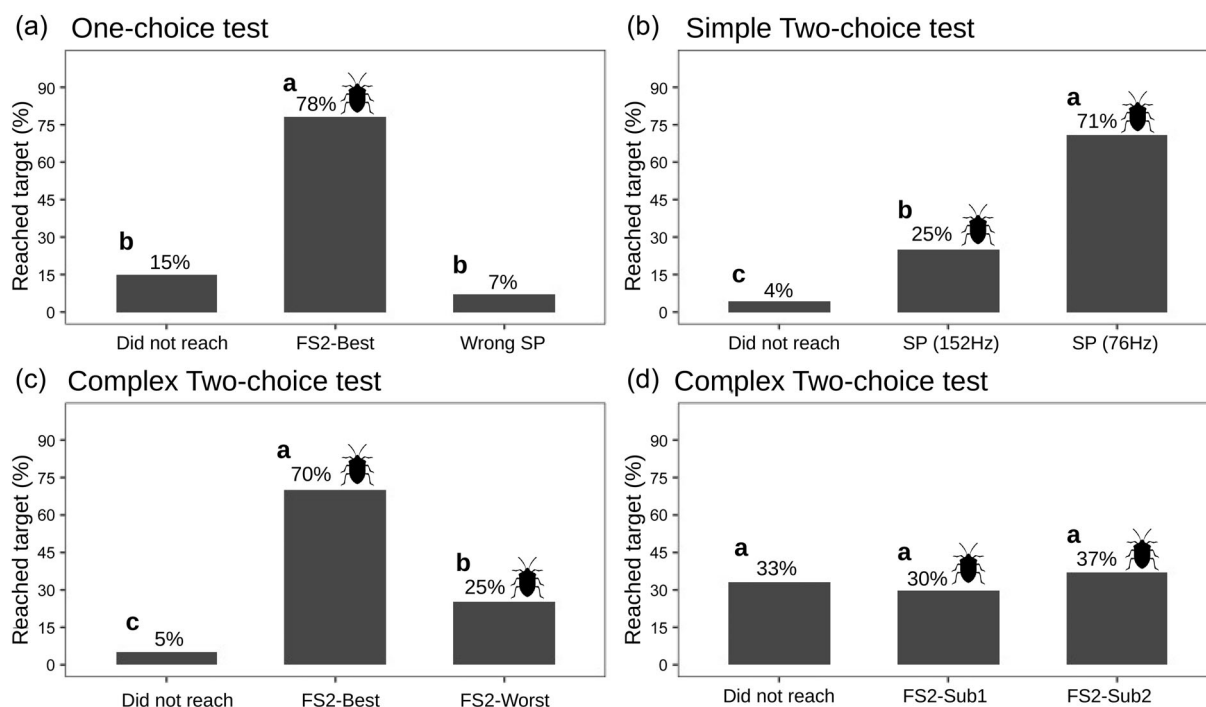 (a) One-choice test
Reached target (%)
90
75
60
45
30
15
0
b
15%
a
78%
b
7%
Did not reach FS2-Best Wrong SP
(b) Simple Two-choice test
Reached target (%)
90
75
60
45
30
15
0
c
4%
b
25%
a
71%
Did not reach SP (152Hz) SP (76Hz)
(c) Complex Two-choice test
Reached target (%)
90
75
60
45
30
15
0
c
5%
a
70%
b
25%
Did not reach FS2-Best FS2-Worst
(d) Complex Two-choice test
Reached target (%)
90
75
60
45
30
15
0
a
33%
a
30%
a
37%
Did not reach FS2-Sub1 FS2-Sub2